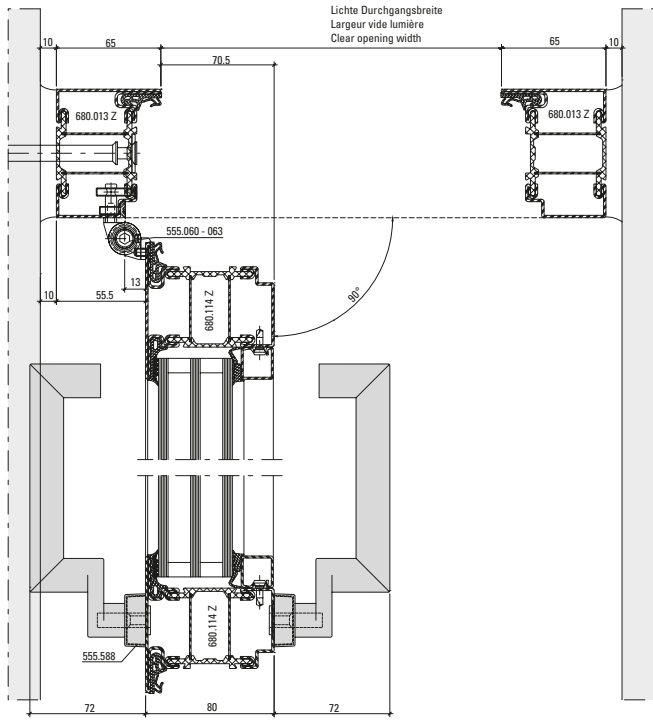 Lichte Durchgangsbreite
Largeur vide lumière
Clear opening width
10
65
65
10
70.5
680.013 Z
680.013 Z
555.060 - 063
13
10
55.5
680.114 Z
90°
680.114 Z
555.588
72
80
72